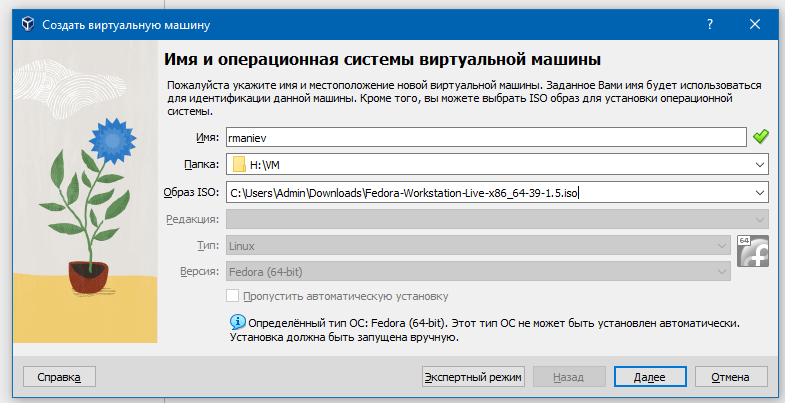 Создать виртуальную машину
Имя и операционная системы виртуальной машины
Пожалуйста укажите имя и местоположение новой виртуальной машины. Заданное Вами имя будет использоваться
для идентификации данной машины. Кроме того, вы можете выбрать ISO образ для установки операционной
системы.
Имя: rmaniev
Папка: H:\VM
Образ ISO: C:\Users\Admin\Downloads\Fedora-Workstation-Live-x86_64-39-1.5.iso
Редакция:
Тип: Linux
64
Версия: Fedora (64-bit)
Пропустить автоматическую установку
Определённый тип ОС: Fedora (64-bit). Этот тип ОС не может быть установлен автоматически.
Установка должна быть запущена вручную.
Справка Экспертный режим Назад Далее Отмена